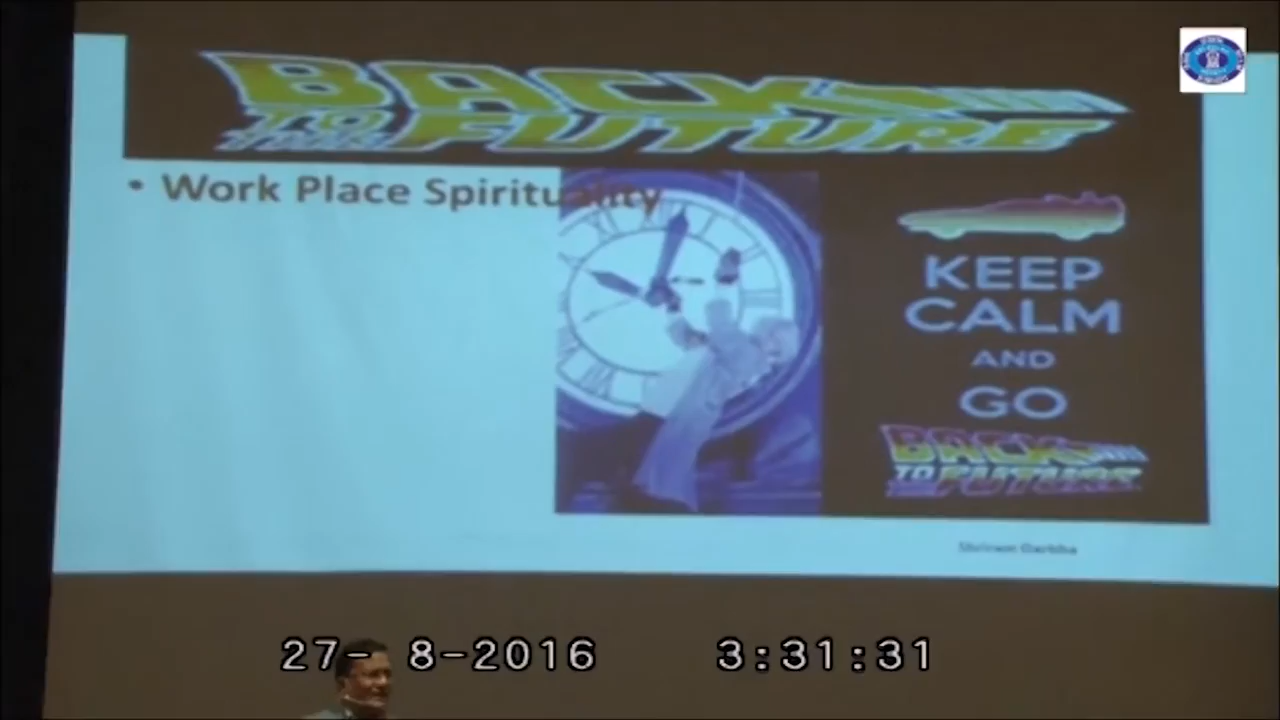 BACK
TO THE FUTURE
• Work Place Spirituality
KEEP
CALM
AND
GO
BACK
TO THE FUTURE
27- 8-2016 3:31:31